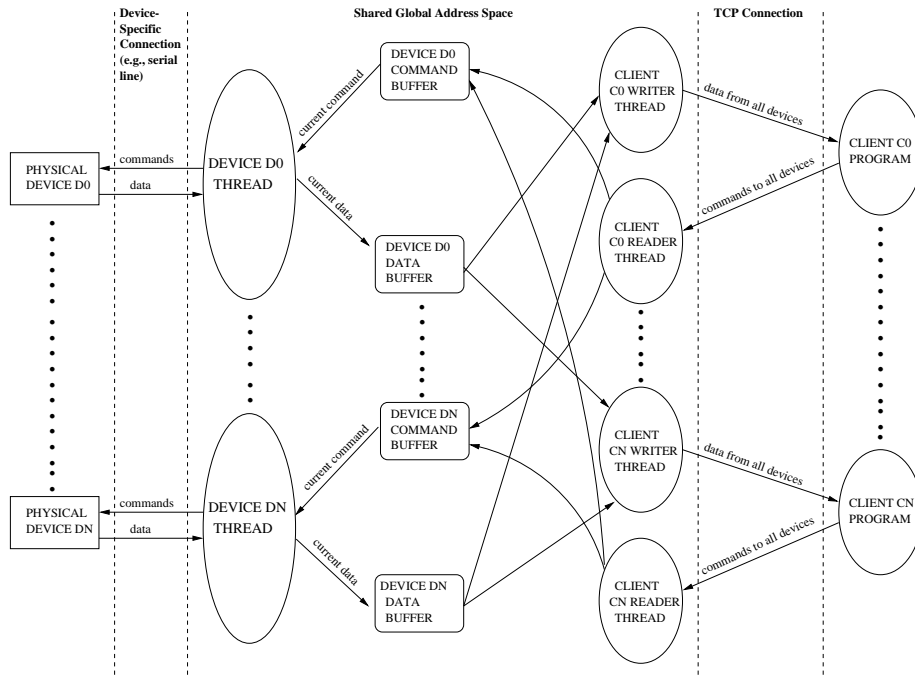 Device-
Specific
Connection
(e.g., serial
line)
Shared Global Address Space
TCP Connection
PHYSICAL
DEVICE D0
commands
data
DEVICE D0
THREAD
current command
current data
DEVICE D0
COMMAND
BUFFER
DEVICE D0
DATA
BUFFER
CLIENT
C0 WRITER
THREAD
CLIENT
C0 READER
THREAD
data from all devices
commands to all devices
CLIENT C0
PROGRAM
PHYSICAL
DEVICE DN
commands
data
DEVICE DN
THREAD
current command
current data
DEVICE DN
COMMAND
BUFFER
DEVICE DN
DATA
BUFFER
CLIENT
CN WRITER
THREAD
CLIENT
CN READER
THREAD
data from all devices
commands to all devices
CLIENT CN
PROGRAM